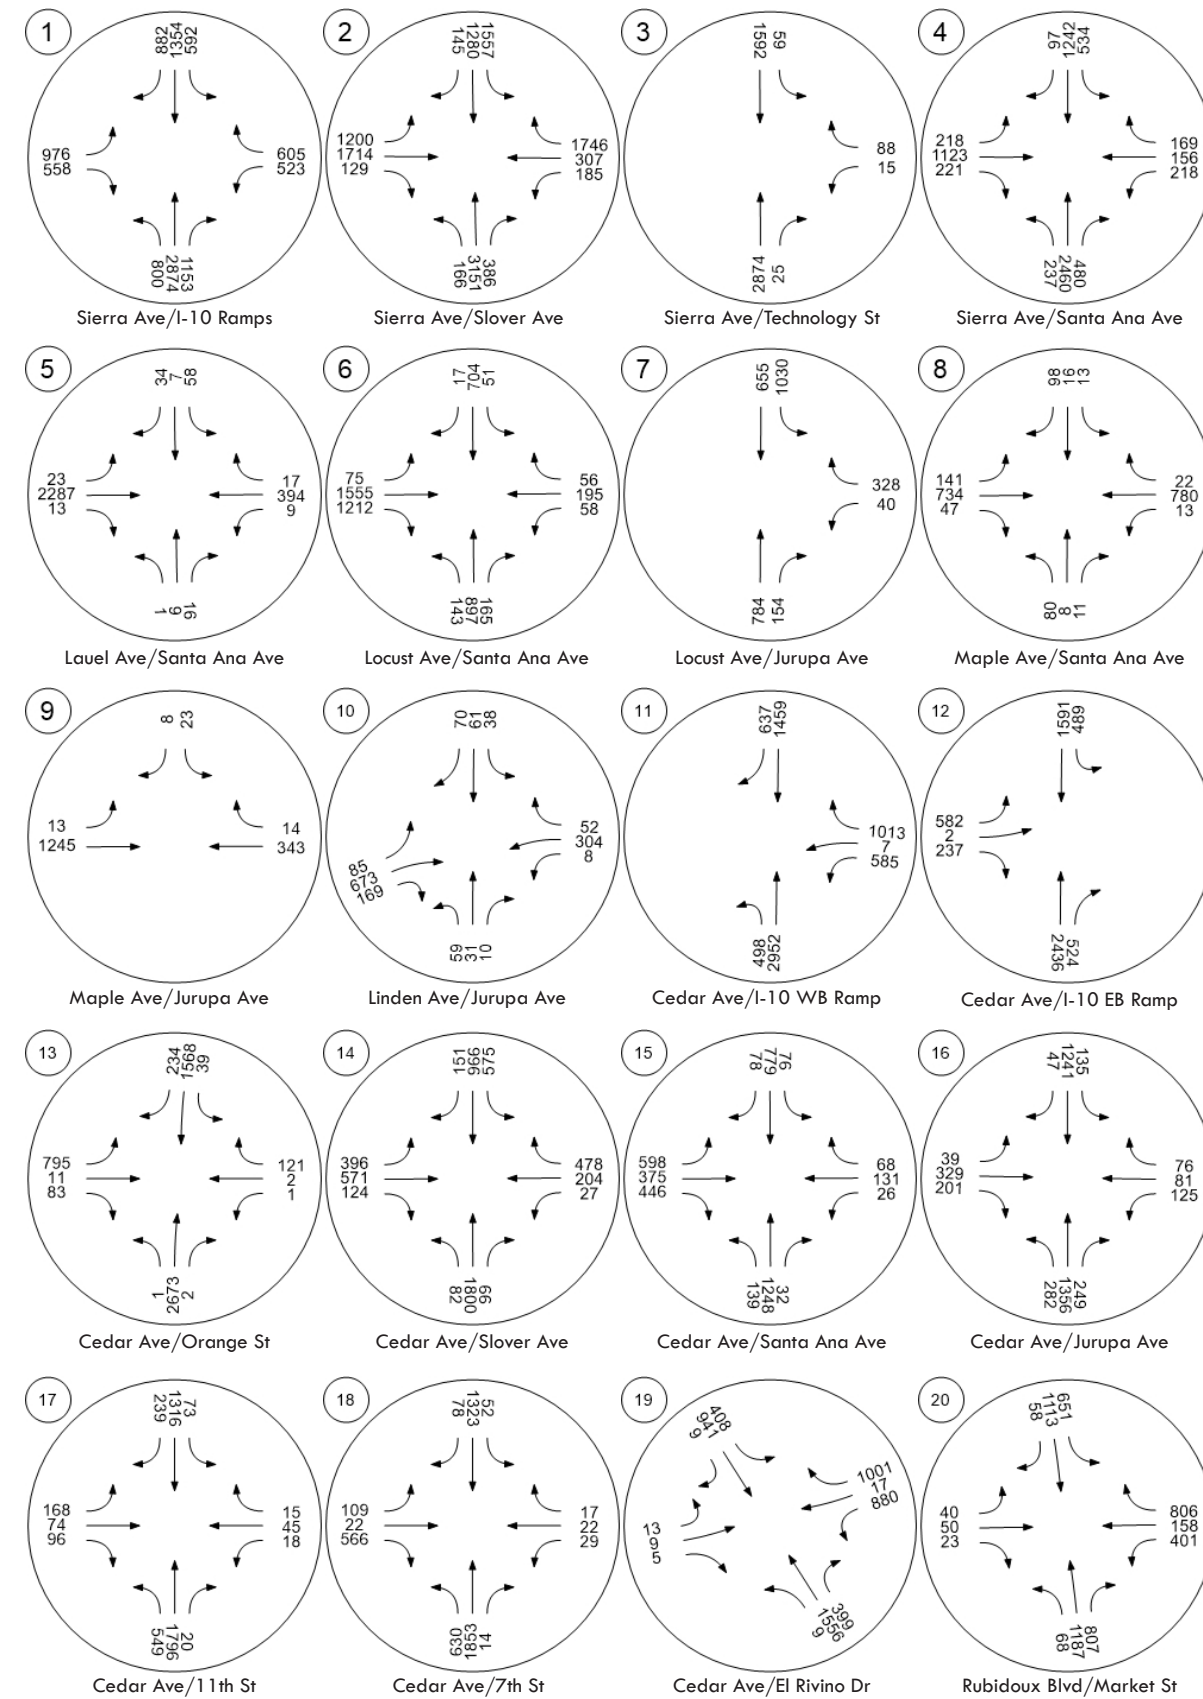 1
882 1354 592
976 605
558 523
800 2874 1153
Sierra Ave/I-10 Ramps
2
145 1280 1557
1200 1746
1714 307
129 185
166 3151 386
Sierra Ave/Slover Ave
3
1592 59
88
15
2874 25
Sierra Ave/Technology St
4
97 1242 534
218 169
1123 156
221 218
237 2460 480
Sierra Ave/Santa Ana Ave
5
34 7 58
23 17
2287 394
13 9
1 9 16
Lauel Ave/Santa Ana Ave
6
17 704 51
75 56
1555 195
1212 58
143 897 165
Locust Ave/Santa Ana Ave
7
655 1030
328
40
784 154
Locust Ave/Jurupa Ave
8
98 16 13
141 22
734 780
47 13
80 8 11
Maple Ave/Santa Ana Ave
9
8 23
13 14
1245 343
Maple Ave/Jurupa Ave
10
70 61 38
85 52
673 304
169 8
59 31 10
Linden Ave/Jurupa Ave
11
637 1459
1013
7
585
498 2952
Cedar Ave/I-10 WB Ramp
12
1591 489
582
2
237
2436 524
Cedar Ave/I-10 EB Ramp
13
234 1568 39
795 121
11 2
83 1
1 2673 2
Cedar Ave/Orange St
14
151 996 575
396 478
571 204
124 27
82 1800 66
Cedar Ave/Slover Ave
15
78 779 76
598 68
375 131
446 26
139 1248 32
Cedar Ave/Santa Ana Ave
16
47 1241 135
39 76
329 81
201 125
282 1356 249
Cedar Ave/Jurupa Ave
17
239 1316 73
168 15
74 45
96 18
549 1796 20
Cedar Ave/11th St
18
78 1323 52
109 17
22 22
566 29
630 1853 14
Cedar Ave/7th St
19
9 941 408
13 1001
9 17
5 880
9 1556 399
Cedar Ave/El Rivino Dr
20
58 1113 651
40 806
50 158
23 401
68 1187 807
Rubidoux Blvd/Market St